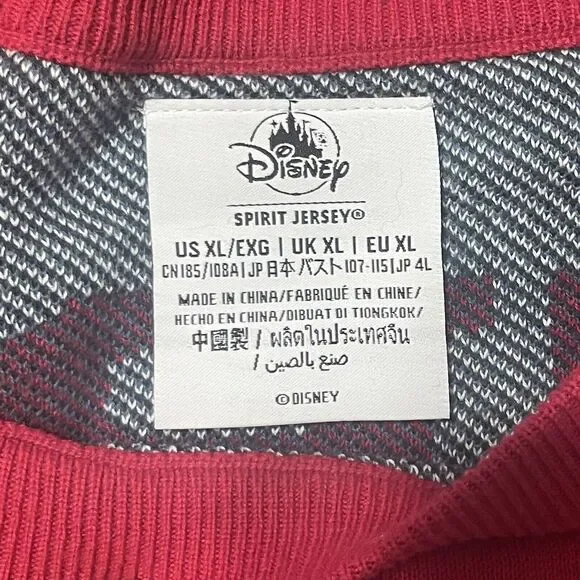 Disney
SPIRIT JERSEY®
US XL/EXG | UK XL | EU XL
CN185/108A|JP日本 バスト107-115|JP 4L
MADE IN CHINA/FABRIQUÉ EN CHINE/
HECHO EN CHINA/DIBUAT DI TIONGKOK/
中國製 / ผลิตในประเทศจีน
/ صنع بالصين
©DISNEY